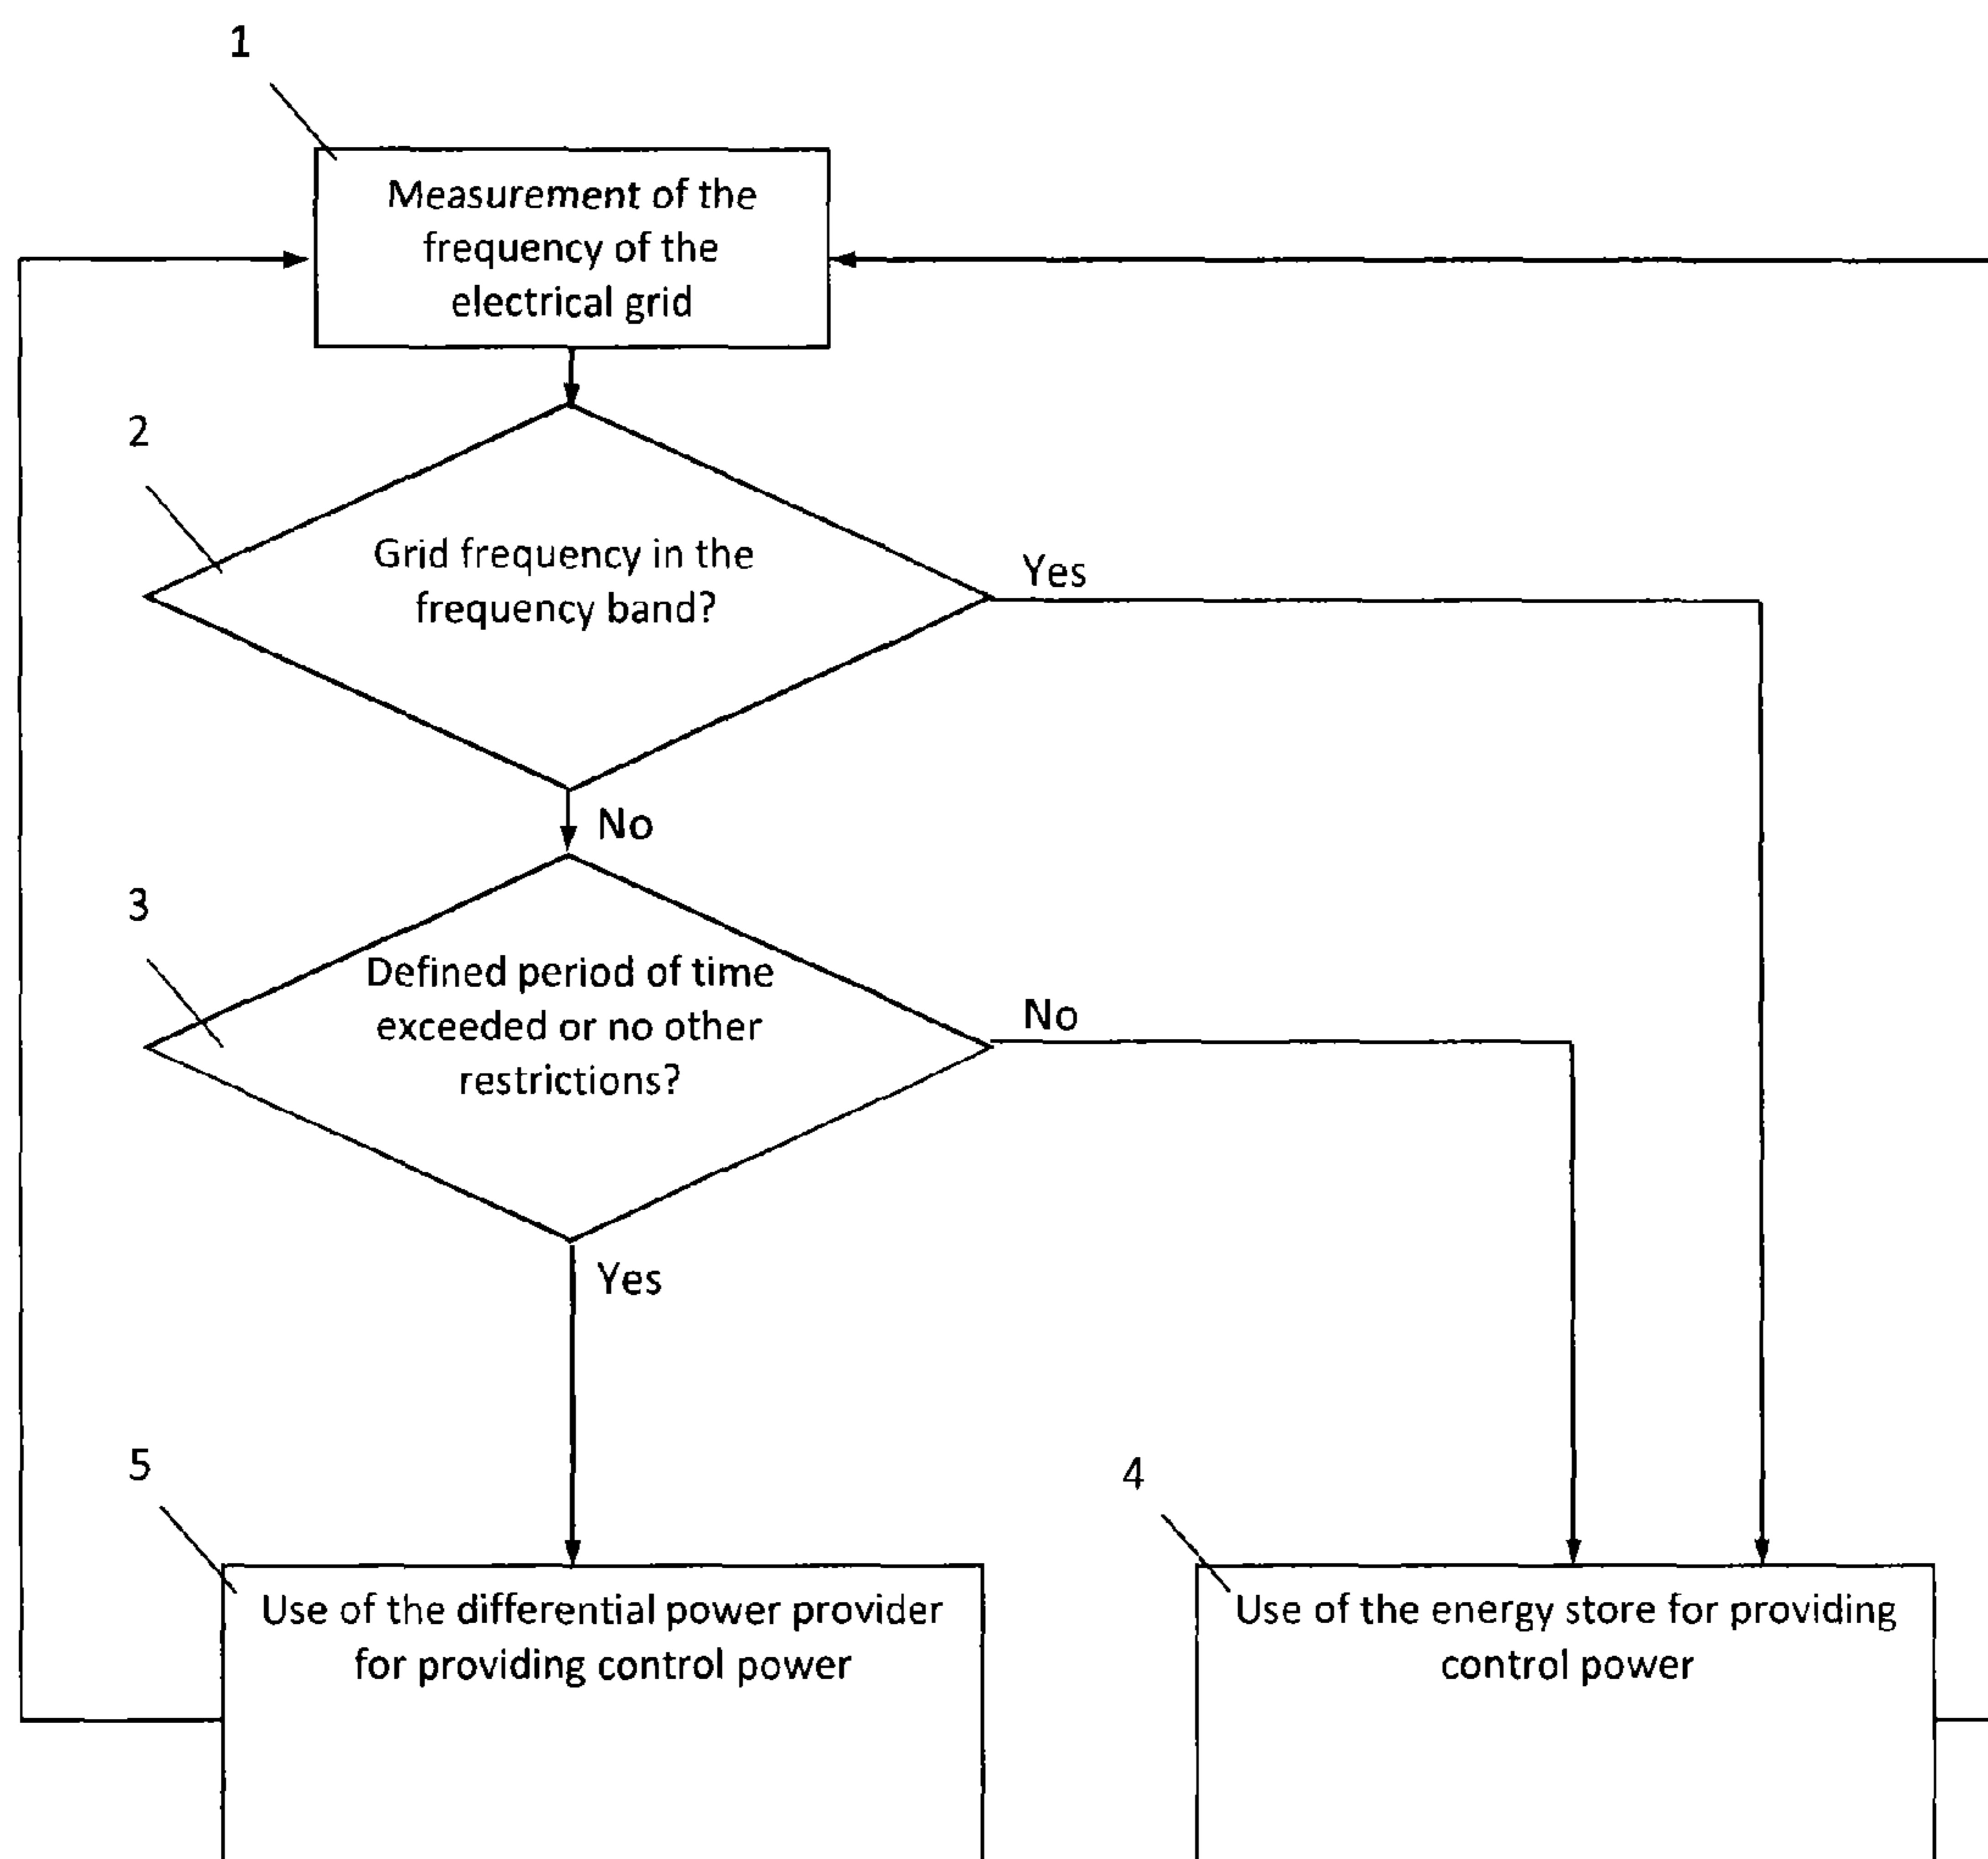 1
Measurement of the
frequency of the
electrical grid
2
Grid frequency in the
frequency band?
Yes
No
3
Defined period of time
exceeded or no other
restrictions?
No
Yes
5
Use of the differential power provider
for providing control power
4
Use of the energy store for providing
control power